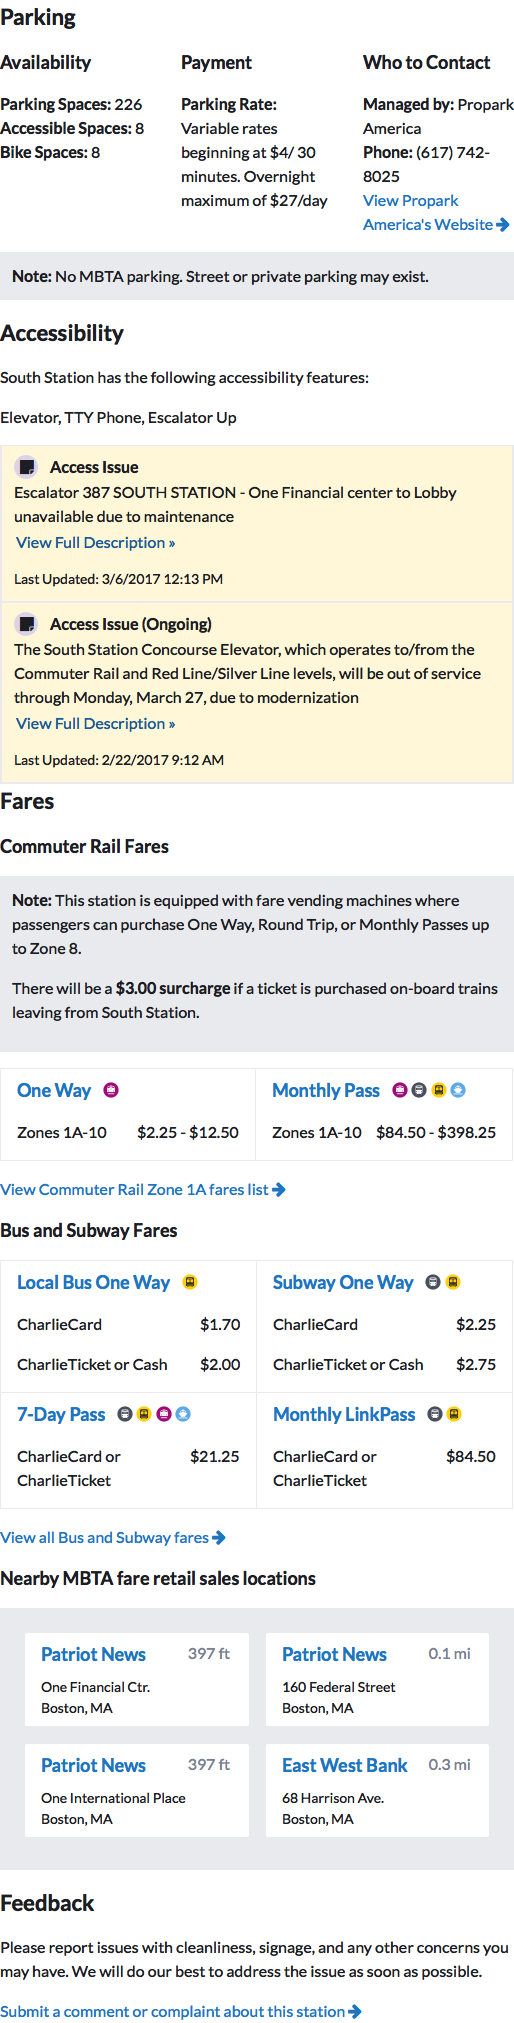 Parking
Availability
Parking Spaces: 226
Accessible Spaces: 8
Bike Spaces: 8
Payment
Parking Rate:
Variable rates
beginning at $4/ 30
minutes. Overnight
maximum of $27/day
Who to Contact
Managed by: Propark
America
Phone: (617) 742-
8025
View Propark
America's Website
Note: No MBTA parking. Street or private parking may exist.
Accessibility
South Station has the following accessibility features:
Elevator, TTY Phone, Escalator Up
Access Issue
Escalator 387 SOUTH STATION - One Financial center to Lobby
unavailable due to maintenance
View Full Description »
Last Updated: 3/6/2017 12:13 PM
Access Issue (Ongoing)
The South Station Concourse Elevator, which operates to/from the
Commuter Rail and Red Line/Silver Line levels, will be out of service
through Monday, March 27, due to modernization
View Full Description »
Last Updated: 2/22/2017 9:12 AM
Fares
Commuter Rail Fares
Note: This station is equipped with fare vending machines where
passengers can purchase One Way, Round Trip, or Monthly Passes up
to Zone 8.
There will be a $3.00 surcharge if a ticket is purchased on-board trains
leaving from South Station.
One Way
Zones 1A-10 $2.25 - $12.50
Monthly Pass
Zones 1A-10 $84.50 - $398.25
View Commuter Rail Zone 1A fares list
Bus and Subway Fares
Local Bus One Way
CharlieCard $1.70
CharlieTicket or Cash $2.00
Subway One Way
CharlieCard $2.25
CharlieTicket or Cash $2.75
7-Day Pass
CharlieCard or $21.25
CharlieTicket
Monthly LinkPass
CharlieCard or $84.50
CharlieTicket
View all Bus and Subway fares
Nearby MBTA fare retail sales locations
Patriot News 397 ft
One Financial Ctr.
Boston, MA
Patriot News 0.1 mi
160 Federal Street
Boston, MA
Patriot News 397 ft
One International Place
Boston, MA
East West Bank 0.3 mi
68 Harrison Ave.
Boston, MA
Feedback
Please report issues with cleanliness, signage, and any other concerns you
may have. We will do our best to address the issue as soon as possible.
Submit a comment or complaint about this station